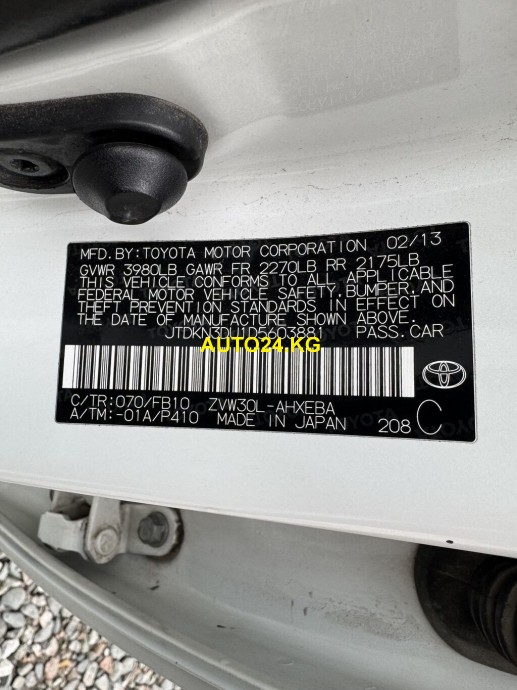 MFD.BY:TOYOTA MOTOR CORPORATION 02/13
GVWR 3980LB GAWR FR 2270LB RR 2175LB
THIS VEHICLE CONFORMS TO ALL APPLICABLE
FEDERAL MOTOR VEHICLE SAFETY,BUMPER,AND
THEFT PREVENTION STANDARDS IN EFFECT ON
THE DATE OF MANUFACTURE SHOWN ABOVE.
JTDKN3DU1D5603881 PASS.CAR
AUTO24.KG
C/TR:070/FB10 ZVW30L-AHXEBA
A/TM:-01A/P410 MADE IN JAPAN 208 C